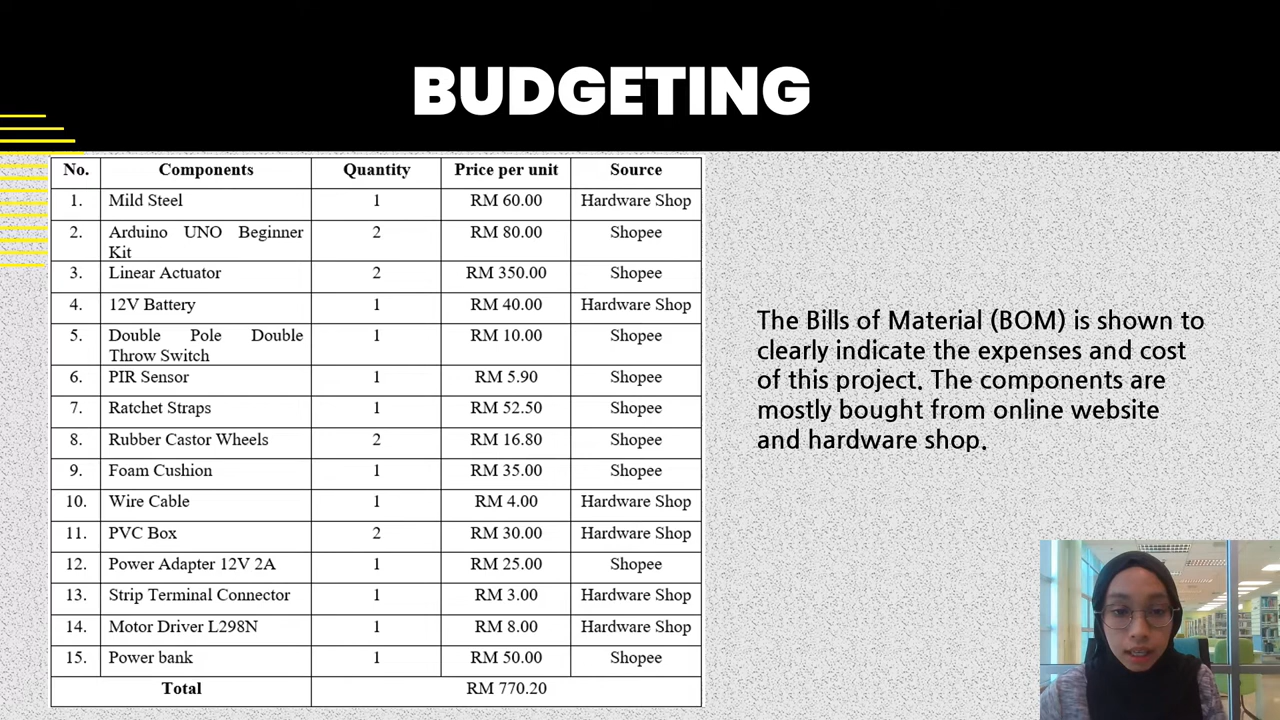 BUDGETING
No. Components Quantity Price per unit Source
1. Mild Steel 1 RM 60.00 Hardware Shop
2. Arduino UNO Beginner
Kit 2 RM 80.00 Shopee
3. Linear Actuator 2 RM 350.00 Shopee
4. 12V Battery 1 RM 40.00 Hardware Shop
5. Double Pole Double
Throw Switch 1 RM 10.00 Shopee
6. PIR Sensor 1 RM 5.90 Shopee
7. Ratchet Straps 1 RM 52.50 Shopee
8. Rubber Castor Wheels 2 RM 16.80 Shopee
9. Foam Cushion 1 RM 35.00 Shopee
10. Wire Cable 1 RM 4.00 Hardware Shop
11. PVC Box 2 RM 30.00 Hardware Shop
12. Power Adapter 12V 2A 1 RM 25.00 Shopee
13. Strip Terminal Connector 1 RM 3.00 Hardware Shop
14. Motor Driver L298N 1 RM 8.00 Hardware Shop
15. Power bank 1 RM 50.00 Shopee
Total RM 770.20
The Bills of Material (BOM) is shown to
clearly indicate the expenses and cost
of this project. The components are
mostly bought from online website
and hardware shop.